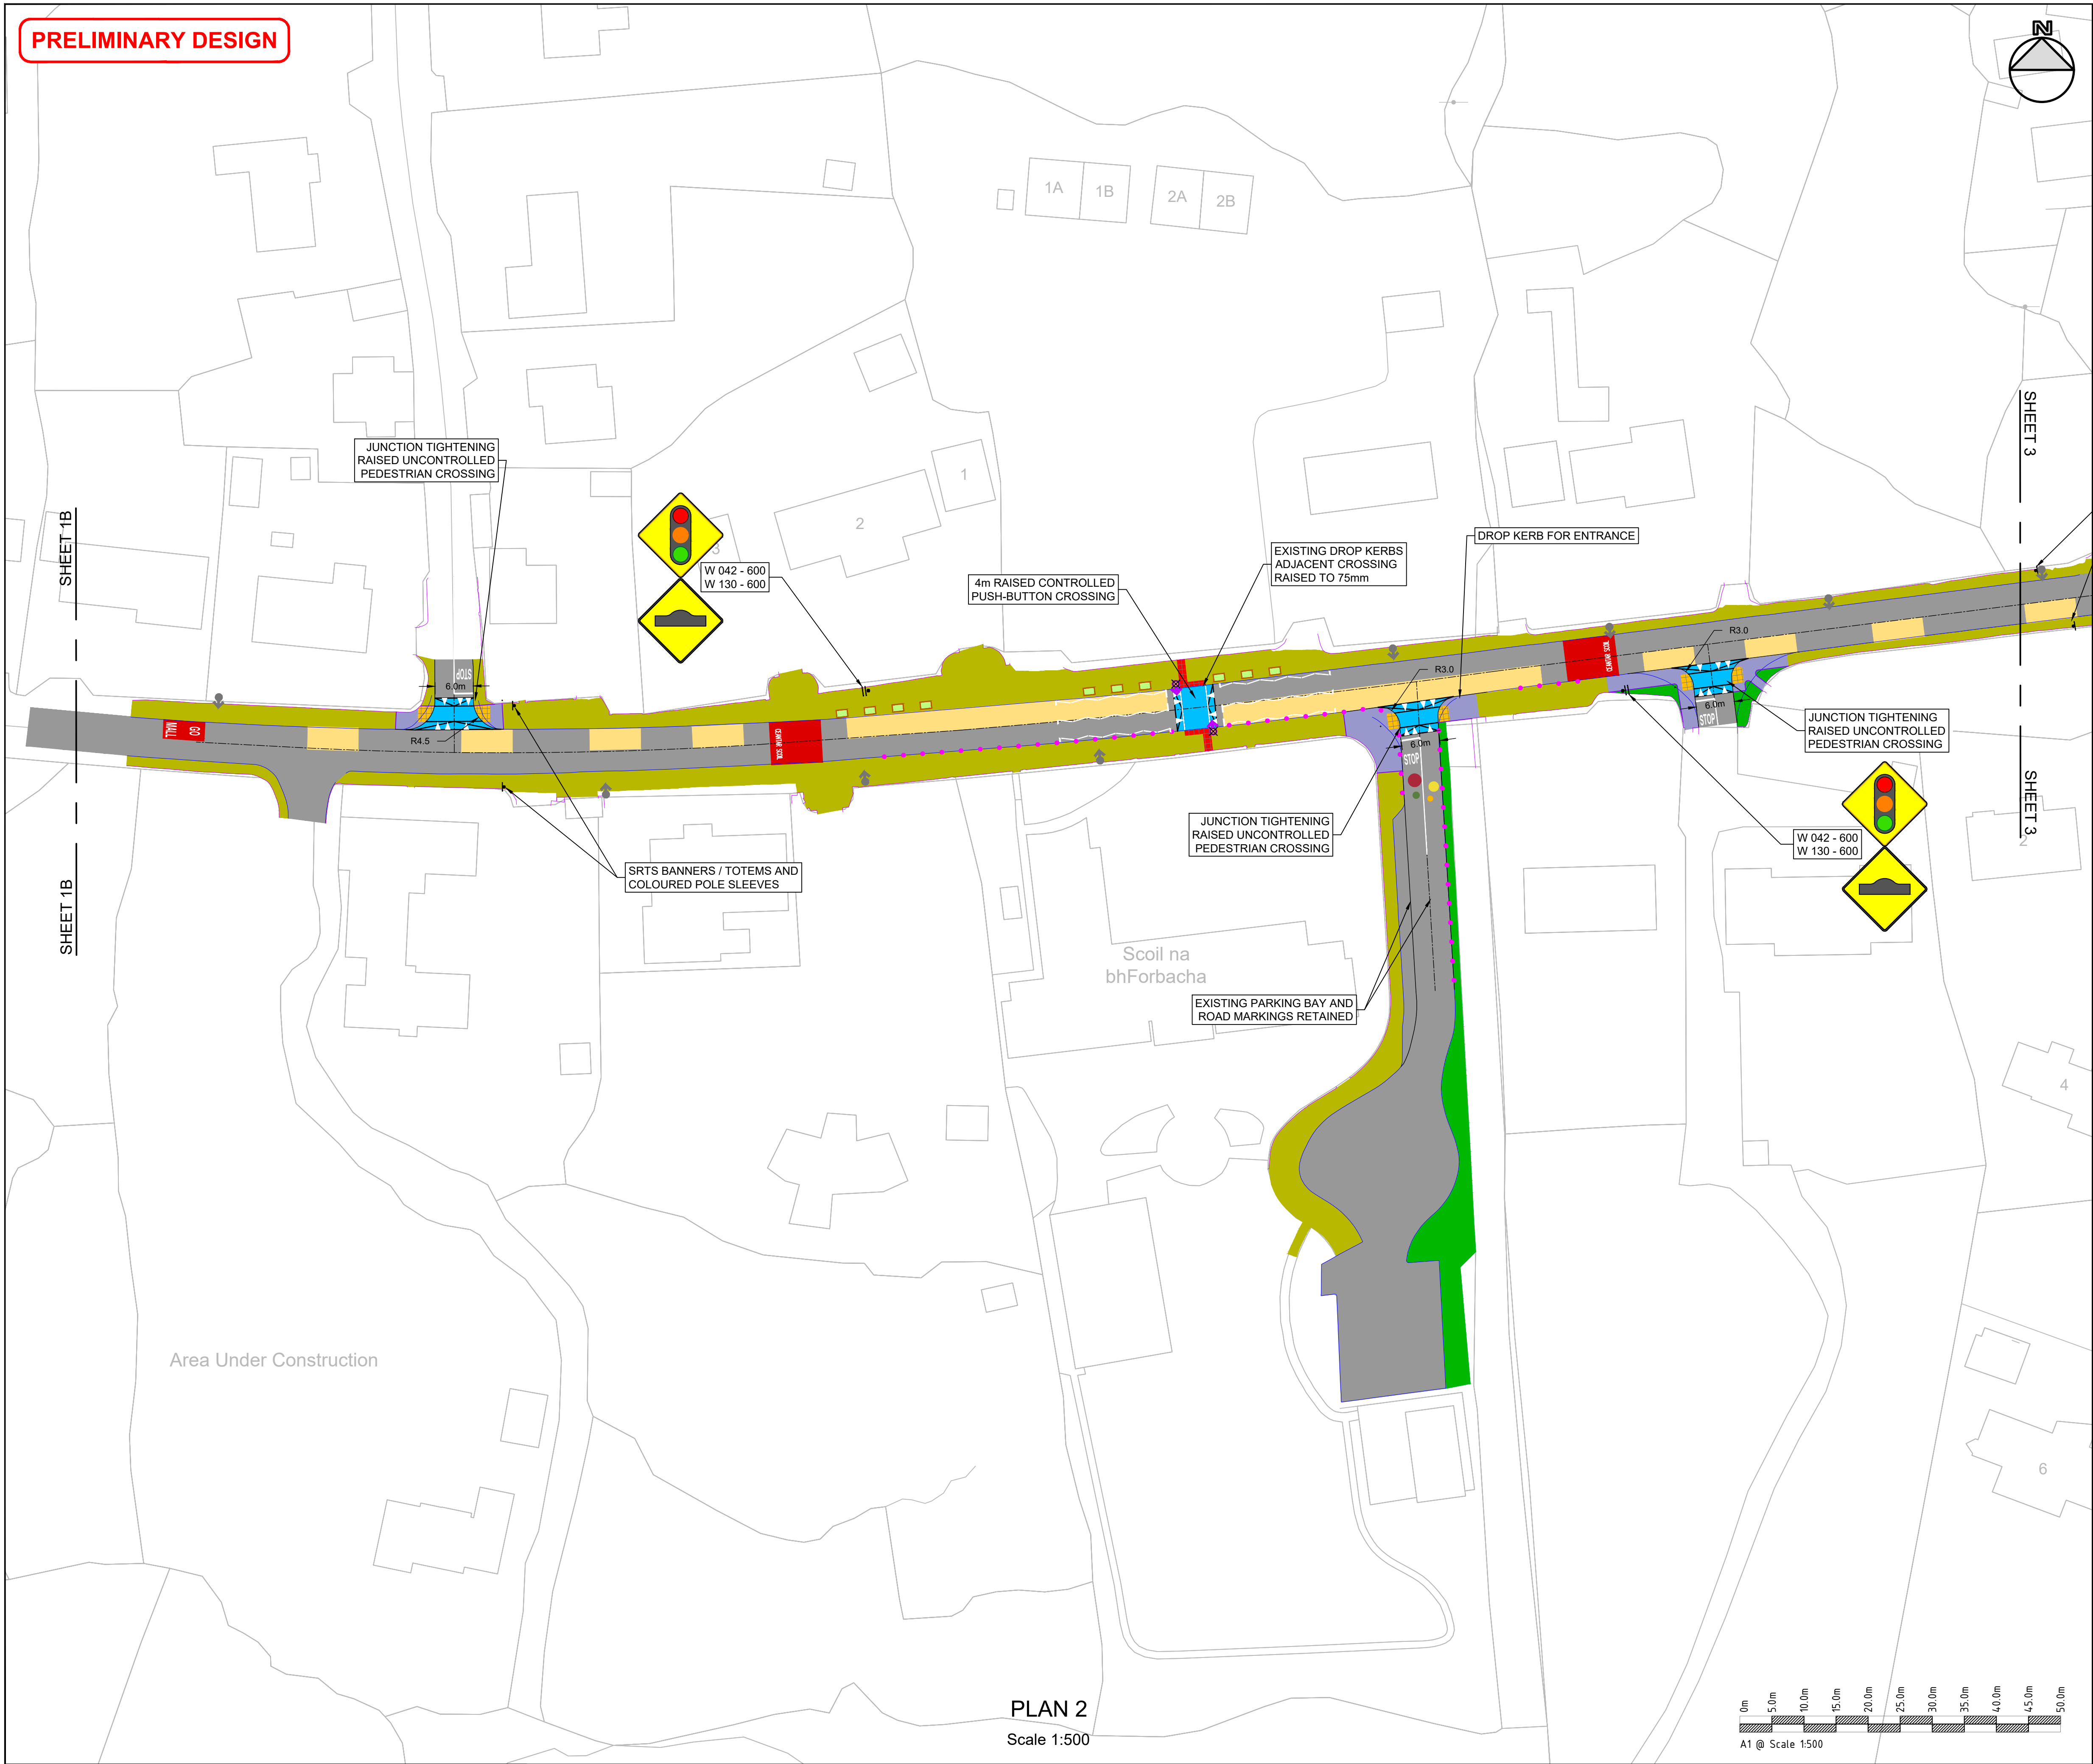 PRELIMINARY DESIGN
N
1A
1B
2A
2B
SHEET 3
JUNCTION TIGHTENING
RAISED UNCONTROLLED
PEDESTRIAN CROSSING
1
2
3
SHEET 1B
W 042 - 600
W 130 - 600
4m RAISED CONTROLLED
PUSH-BUTTON CROSSING
EXISTING DROP KERBS
ADJACENT CROSSING
RAISED TO 75mm
DROP KERB FOR ENTRANCE
STOP
6.0m
R4.5
GO
MALL
R3.0
6.0m
STOP
R3.0
6.0m
STOP
JUNCTION TIGHTENING
RAISED UNCONTROLLED
PEDESTRIAN CROSSING
JUNCTION TIGHTENING
RAISED UNCONTROLLED
PEDESTRIAN CROSSING
W 042 - 600
W 130 - 600
SHEET 3
2
SRTS BANNERS / TOTEMS AND
COLOURED POLE SLEEVES
SHEET 1B
Scoil na
bhForbacha
EXISTING PARKING BAY AND
ROAD MARKINGS RETAINED
4
Area Under Construction
6
PLAN 2
Scale 1:500
0m
5.0m
10.0m
15.0m
20.0m
25.0m
30.0m
35.0m
40.0m
45.0m
50.0m
A1 @ Scale 1:500